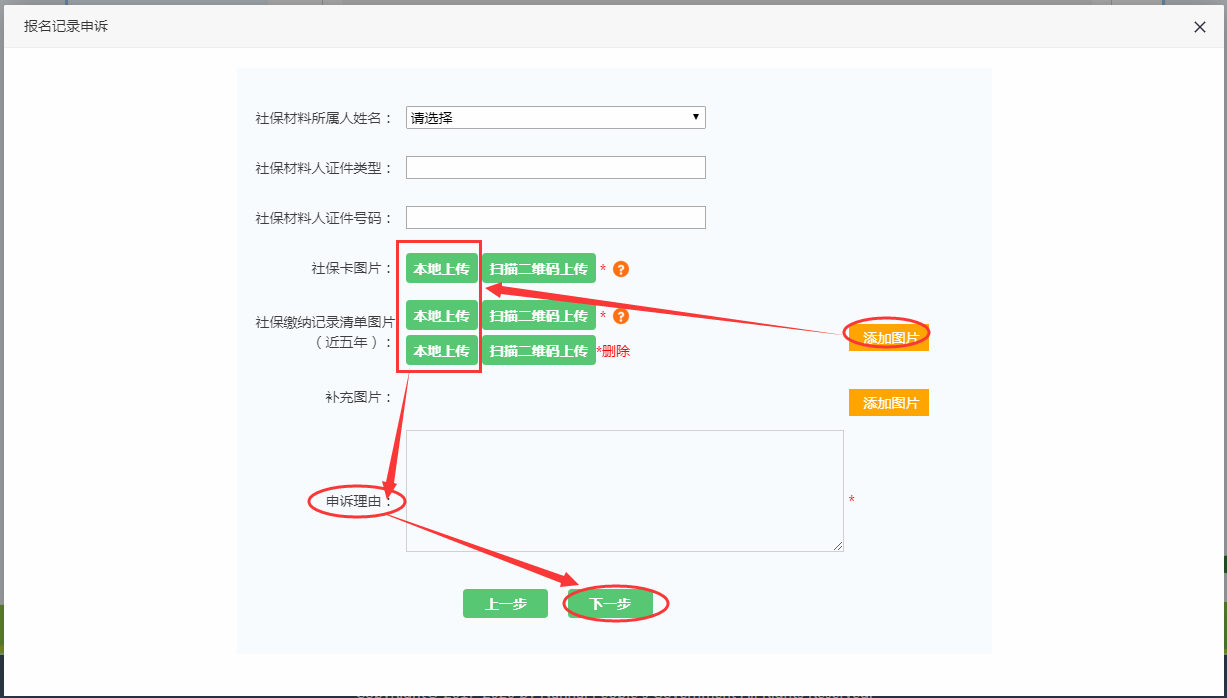 报名记录申诉
社保材料所属人姓名：
请选择
社保材料人证件类型：
社保材料人证件号码：
社保卡图片：
本地上传
扫描二维码上传
*
?
社保缴纳记录清单图片
（近五年）：
本地上传
扫描二维码上传
*
?
添加图片
本地上传
扫描二维码上传
*删除
补充图片：
添加图片
申诉理由：
*
上一步
下一步